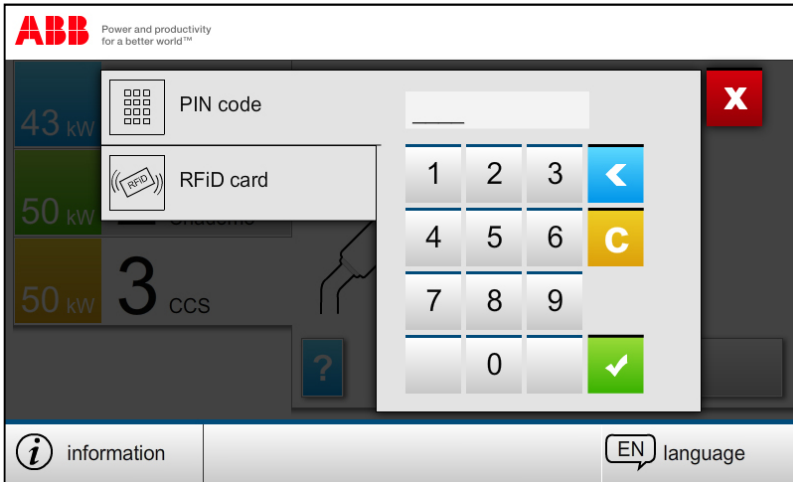 ABB
Power and productivity
for a better world™
PIN code
____
X
43 kW
RFiD card
RFiD
1 2 3
50 kW
4 5 6 C
50 kW 3 CCS
7 8 9
?
0
i information
EN language